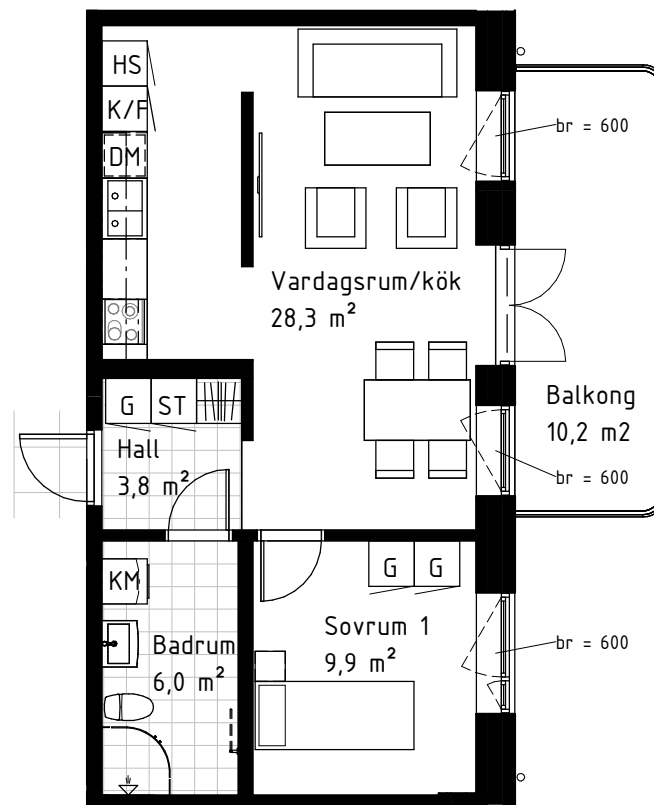 HS
K/F
DM
br = 600
Vardagsrum/kök
28,3 m²
G
ST
Hall
3,8 m²
Balkong
10,2 m2
br = 600
KM
G
G
Badrum
6,0 m²
Sovrum 1
9,9 m²
br = 600